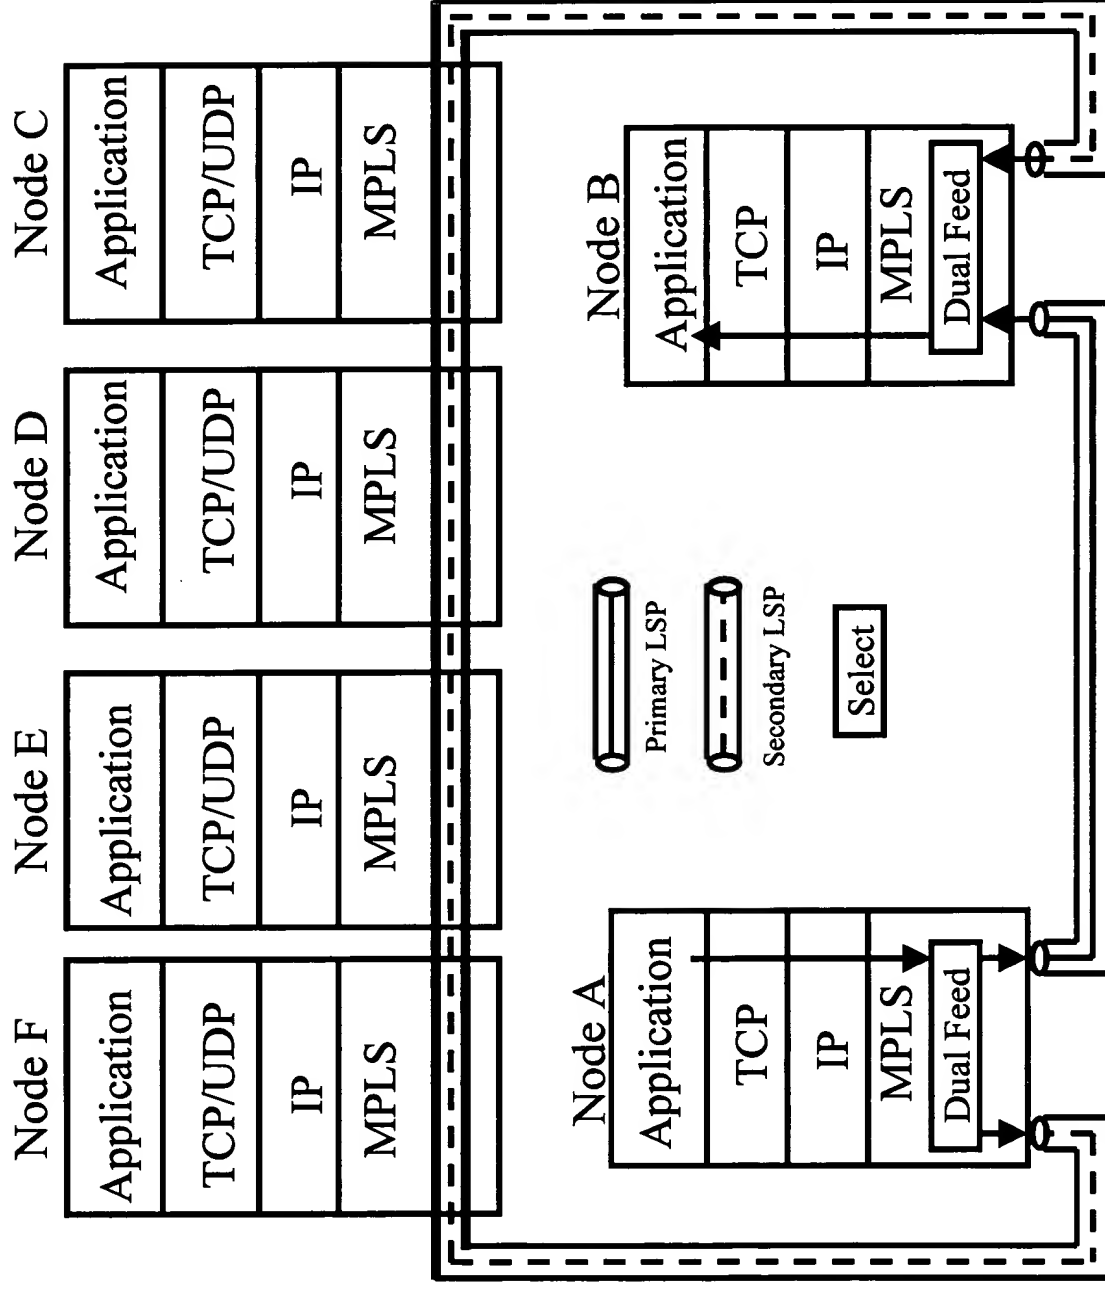 Node F
Application
TCP/UDP
IP
MPLS
Node E
Application
TCP/UDP
IP
MPLS
Node D
Application
TCP/UDP
IP
MPLS
Node C
Application
TCP/UDP
IP
MPLS
Node A
Application
TCP
IP
MPLS
Dual Feed
Primary LSP
Secondary LSP
Select
Node B
Application
TCP
IP
MPLS
Dual Feed